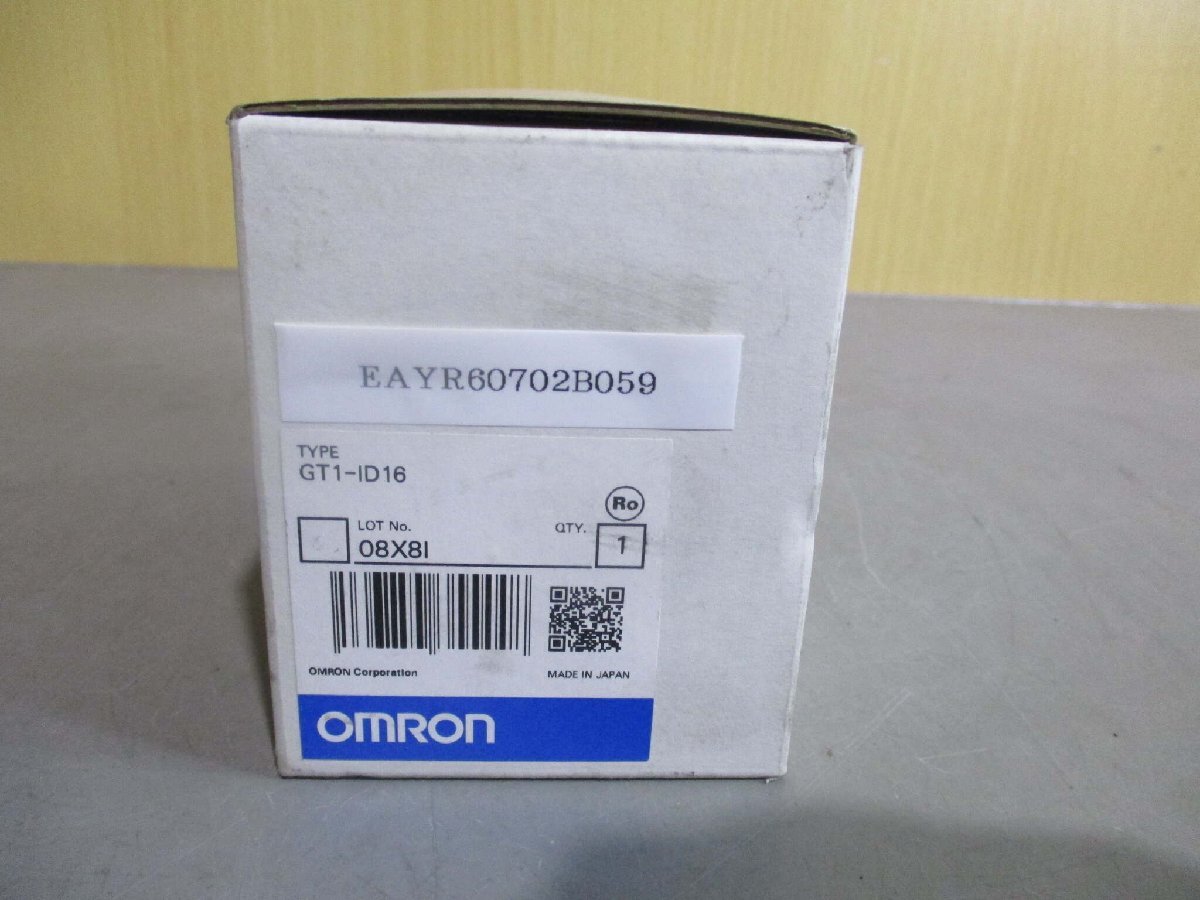 EAYR60702B059
TYPE
GT1-ID16
Ro
LOT No.
08X8I
QTY.
1
OMRON Corporation
MADE IN JAPAN
OMRON